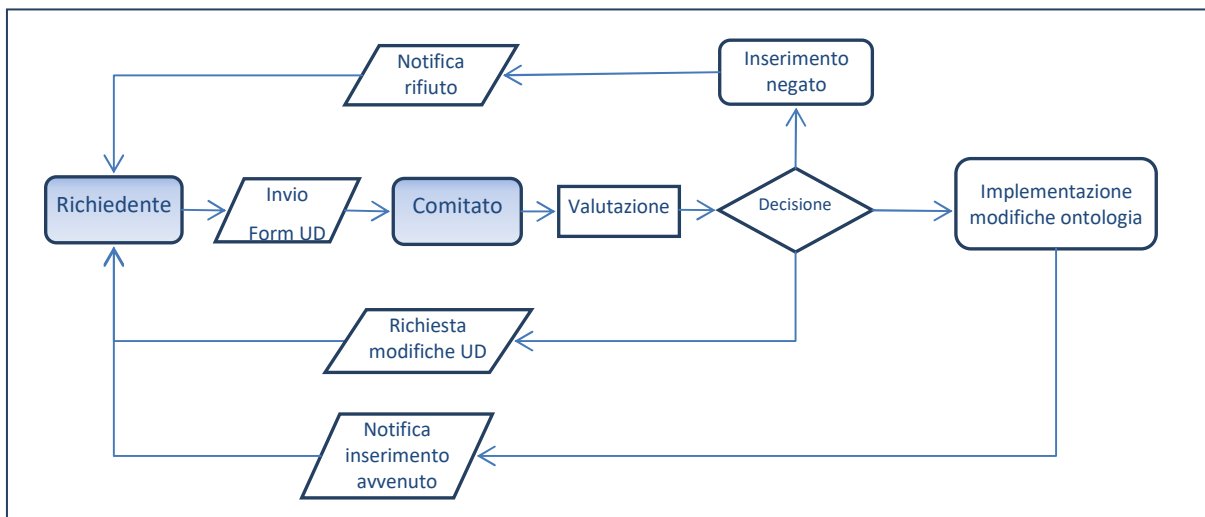 Notifica
rifiuto
Inserimento
negato
Richiedente
Invio
Form UD
Comitato
Valutazione
Decisione
Implementazione
modifiche ontologia
Richiesta
modifiche UD
Notifica
inserimento
avvenuto